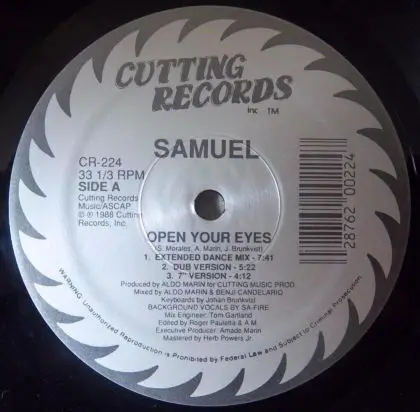 CUTTING
RECORDS
Inc. TM
SAMUEL
CR-224
33 1/3 RPM
SIDE A
Cutting Records
Music/ASCAP
℗ © 1988 Cutting
Records, Inc.
28762 00224
OPEN YOUR EYES
(S. Morales, A. Marin, J. Brunkvist)
1. EXTENDED DANCE MIX - 7:41
2. DUB VERSION - 5:22
3. 7" VERSION - 4:12
Produced by ALDO MARIN for CUTTING MUSIC PROD.
Mixed by ALDO MARIN & BENJI CANDELARIO
Keyboards by Johan Brunkvist
BACKGROUND VOCALS BY SA-FIRE
Mix Engineer: Tom Garland
Edited by Roger Pauletta & A.M.
Executive Producer: Amado Marin
Mastered by Herb Powers Jr.
WARNING: Unauthorized Reproduction is Prohibited by Federal Law and Subject to Criminal Prosecution.